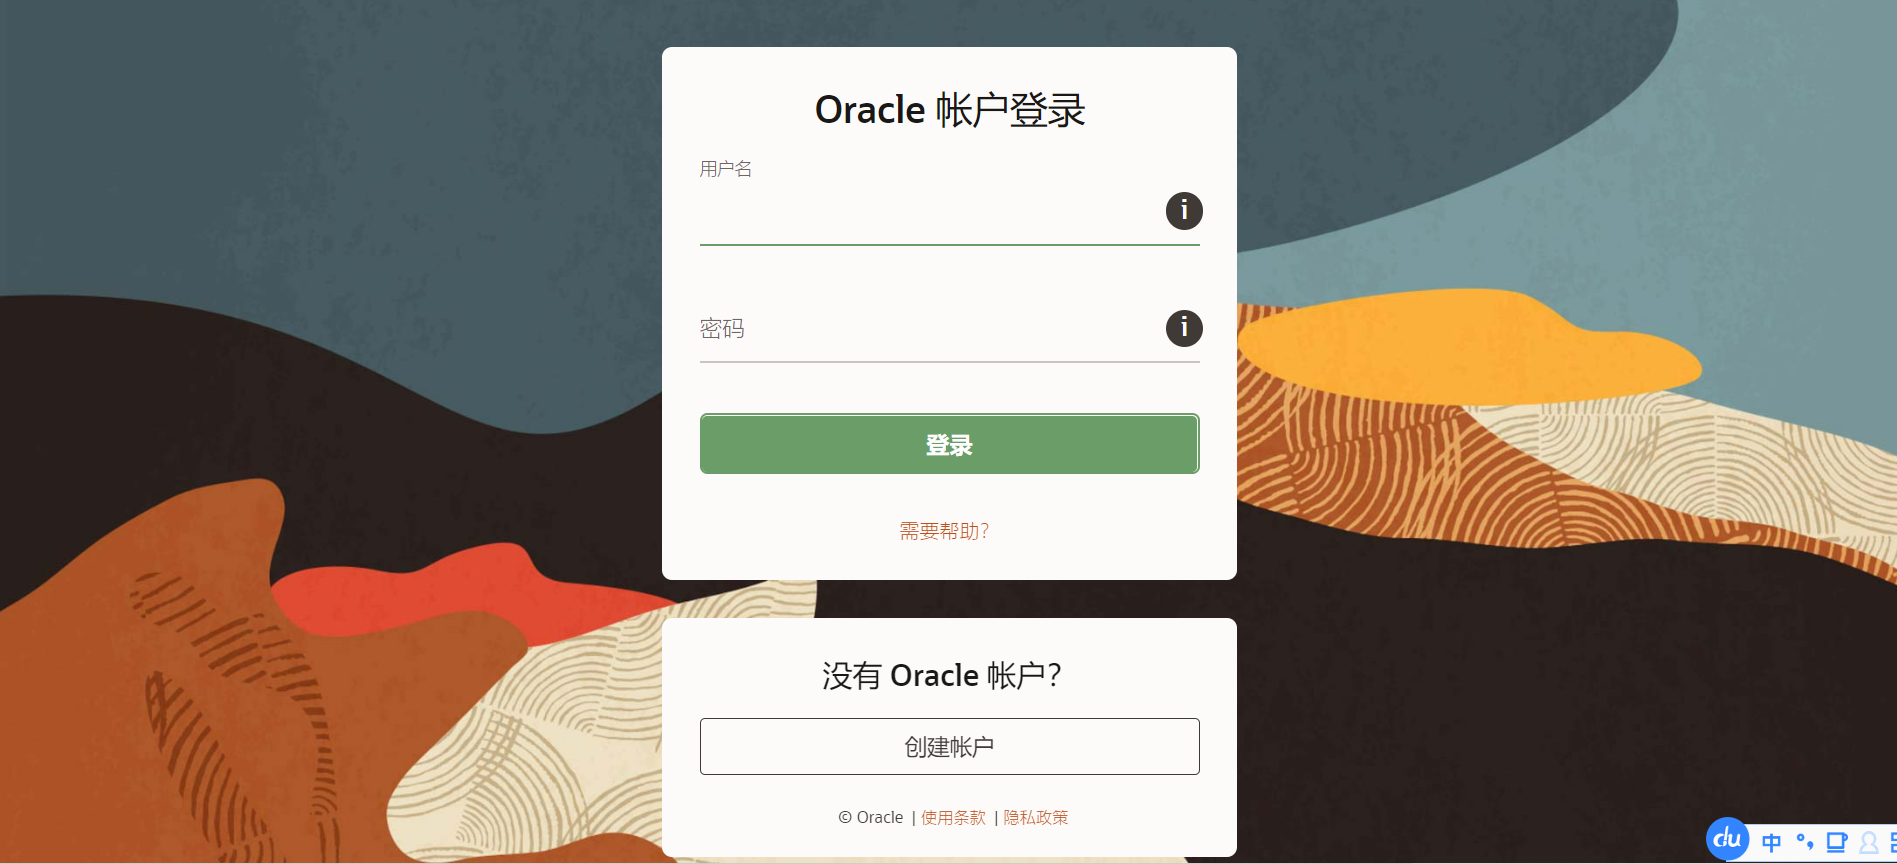 Oracle 帐户登录
用户名
i
密码
i
登录
需要帮助?
没有 Oracle 帐户?
创建帐户
© Oracle | 使用条款 | 隐私政策
du 中